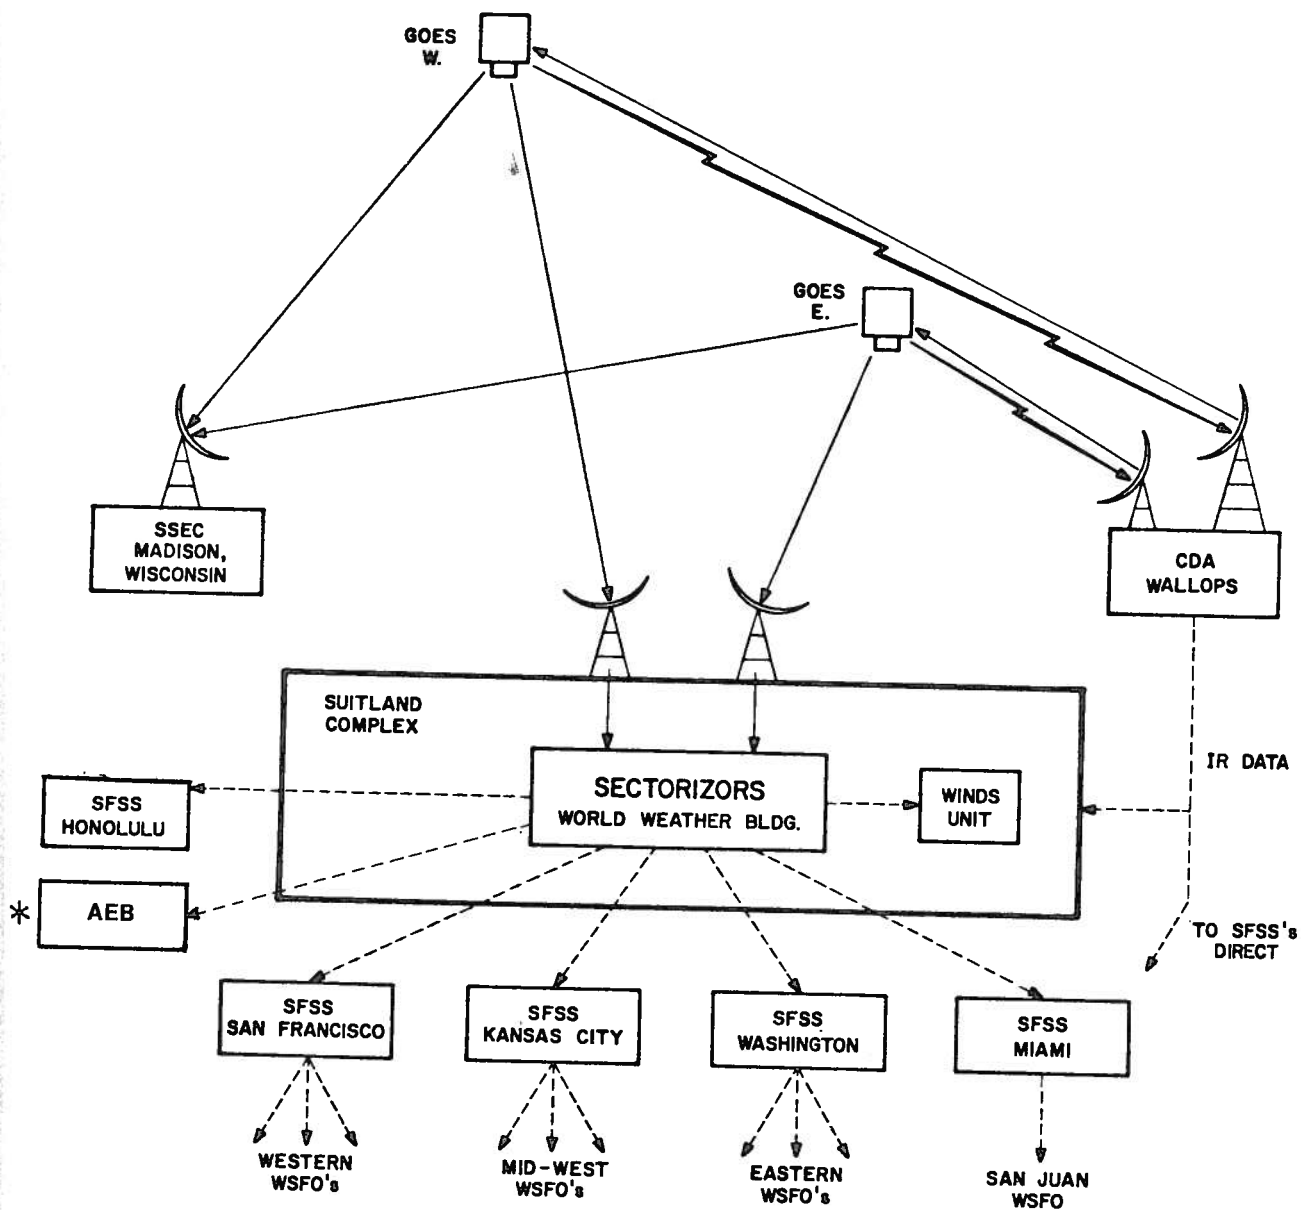 GOES
W.
GOES
E.
SSEC
MADISON,
WISCONSIN
CDA
WALLOPS
SUITLAND
COMPLEX
SECTORIZORS
WORLD WEATHER BLDG.
WINDS
UNIT
IR DATA
SFSS
HONOLULU
* AEB
TO SFSS's
DIRECT
SFSS
SAN FRANCISCO
SFSS
KANSAS CITY
SFSS
WASHINGTON
SFSS
MIAMI
WESTERN
WSFO's
MID-WEST
WSFO's
EASTERN
WSFO's
SAN JUAN
WSFO